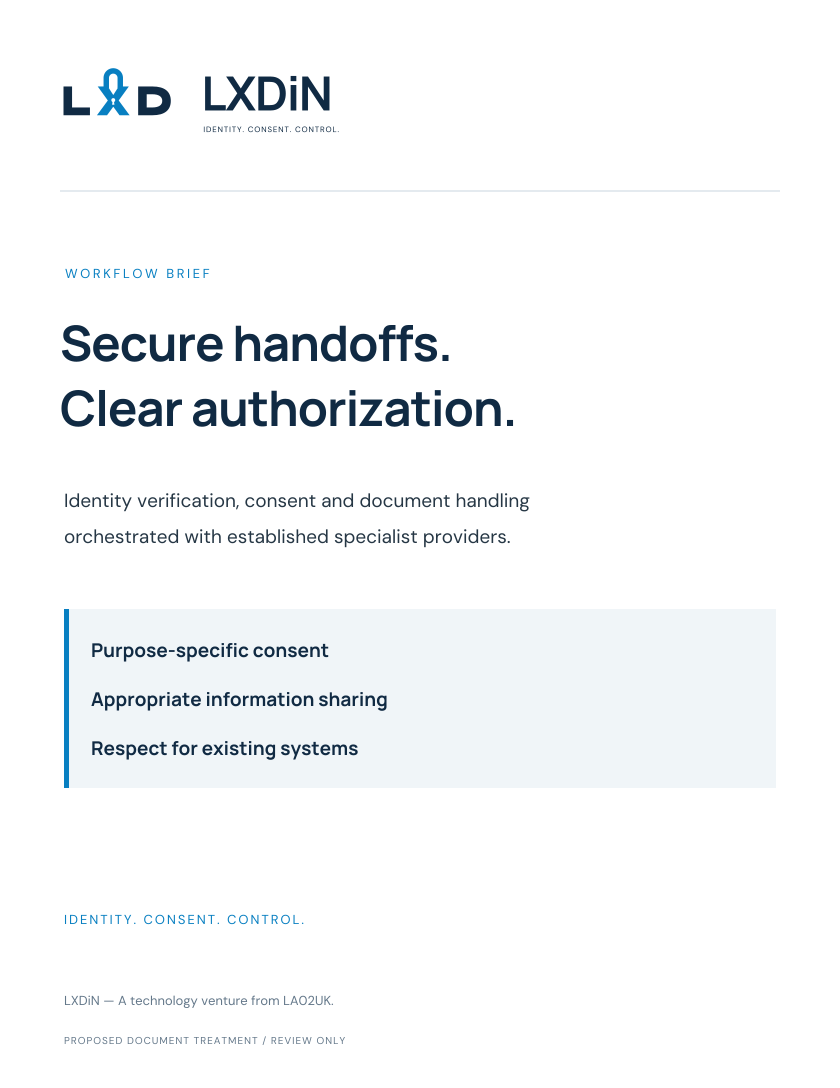 LXD LXDiN
IDENTITY. CONSENT. CONTROL.
WORKFLOW BRIEF
Secure handoffs.
Clear authorization.
Identity verification, consent and document handling
orchestrated with established specialist providers.
Purpose-specific consent
Appropriate information sharing
Respect for existing systems
IDENTITY. CONSENT. CONTROL.
LXDiN — A technology venture from LA02UK.
PROPOSED DOCUMENT TREATMENT / REVIEW ONLY